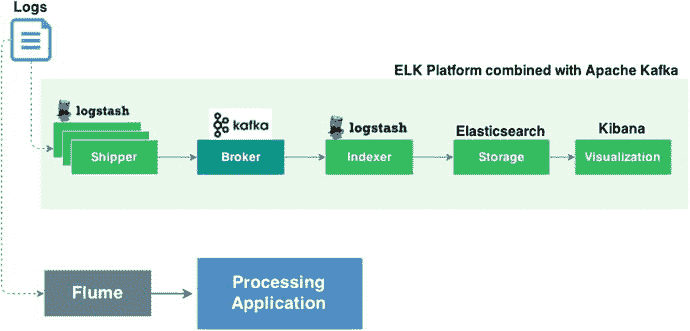 Logs
ELK Platform combined with Apache Kafka
logstash
kafka
logstash
Elasticsearch
Kibana
Shipper
Broker
Indexer
Storage
Visualization
Flume
Processing
Application